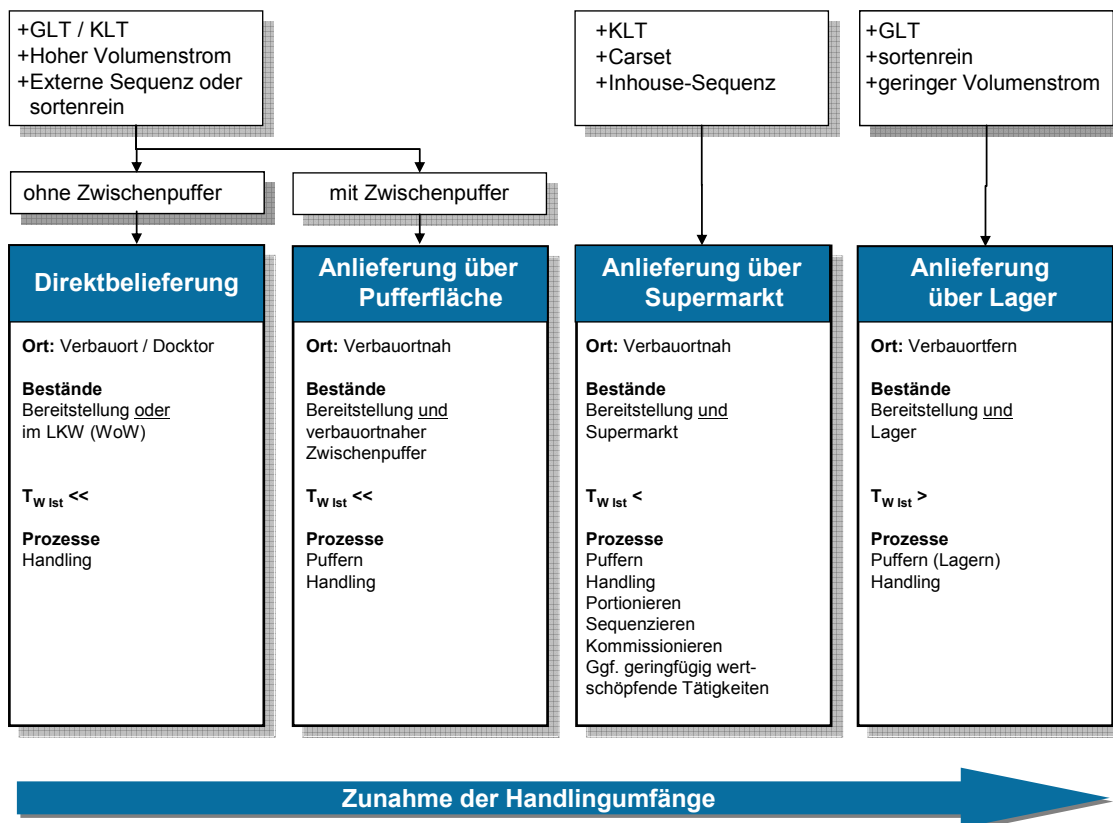 +GLT / KLT
+Hoher Volumenstrom
+Externe Sequenz oder
sortenrein
+KLT
+Carset
+Inhouse-Sequenz
+GLT
+sortenrein
+geringer Volumenstrom
ohne Zwischenpuffer
mit Zwischenpuffer
Direktbelieferung
Ort: Verbauort / Docktor
Bestände
Bereitstellung oder
im LKW (WoW)
TW Ist <<
Prozesse
Handling
Anlieferung über
Pufferfläche
Ort: Verbauortnah
Bestände
Bereitstellung und
verbauortnaher
Zwischenpuffer
TW Ist <<
Prozesse
Puffern
Handling
Anlieferung über
Supermarkt
Ort: Verbauortnah
Bestände
Bereitstellung und
Supermarkt
TW Ist <
Prozesse
Puffern
Handling
Portionieren
Sequenzieren
Kommissionieren
Ggf. geringfügig wert-
schöpfende Tätigkeiten
Anlieferung
über Lager
Ort: Verbauortfern
Bestände
Bereitstellung und
Lager
TW Ist >
Prozesse
Puffern (Lagern)
Handling
Zunahme der Handlingumfänge